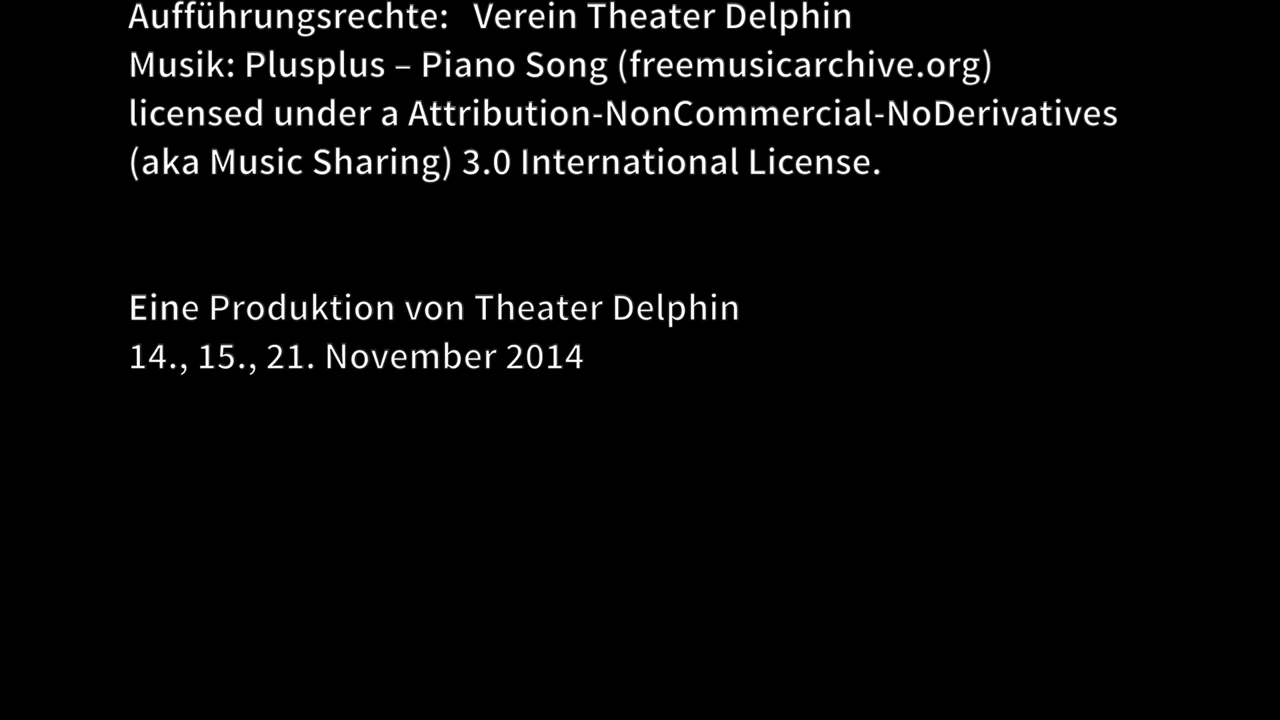 Aufführungsrechte: Verein Theater Delphin
Musik: Plusplus – Piano Song (freemusicarchive.org)
licensed under a Attribution-NonCommercial-NoDerivatives
(aka Music Sharing) 3.0 International License.
Eine Produktion von Theater Delphin
14., 15., 21. November 2014